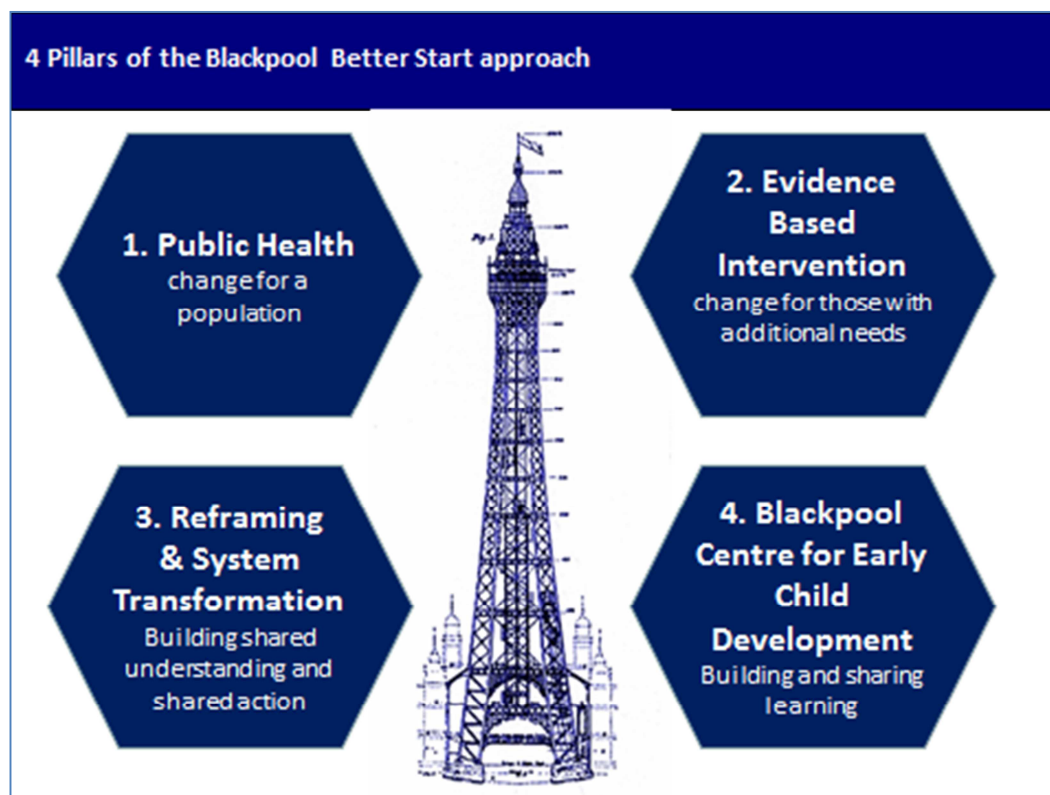 4 Pillars of the Blackpool Better Start approach
1. Public Health
change for a
population
2. Evidence
Based
Intervention
change for those with
additional needs
Fig. 1.
3. Reframing
& System
Transformation
Building shared
understanding and
shared action
4. Blackpool
Centre for Early
Child
Development
Building and sharing
learning